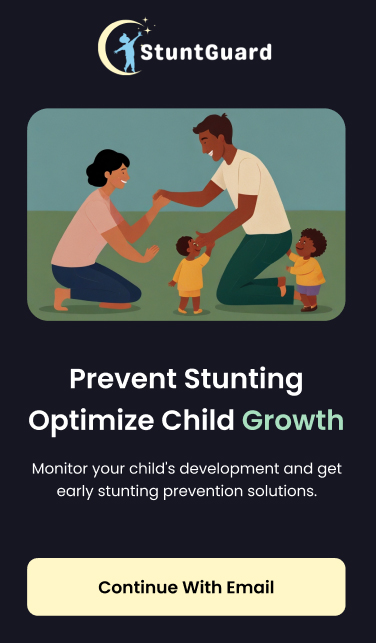 StuntGuard
Prevent Stunting
Optimize Child Growth
Monitor your child's development and get
early stunting prevention solutions.
Continue With Email